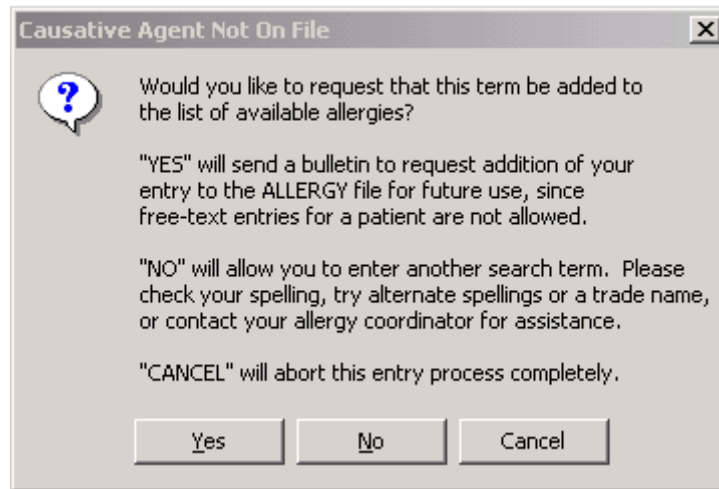 Causative Agent Not On File
Would you like to request that this term be added to
the list of available allergies?
"YES" will send a bulletin to request addition of your
entry to the ALLERGY file for future use, since
free-text entries for a patient are not allowed.
"NO" will allow you to enter another search term.  Please
check your spelling, try alternate spellings or a trade name,
or contact your allergy coordinator for assistance.
"CANCEL" will abort this entry process completely.
Yes No Cancel